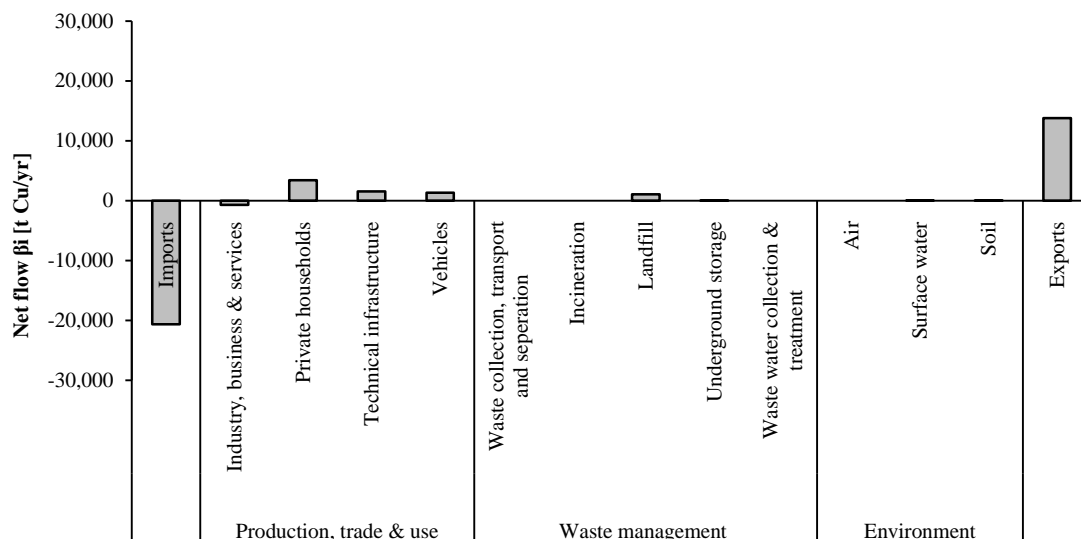 Net flow βi [t Cu/yr]
30,000
20,000
10,000
0
-10,000
-20,000
-30,000
Imports
Industry, business & services
Private households
Technical infrastructure
Vehicles
Waste collection, transport
and seperation
Incineration
Landfill
Underground storage
Waste water collection &
treatment
Air
Surface water
Soil
Exports
Production, trade & use
Waste management
Environment